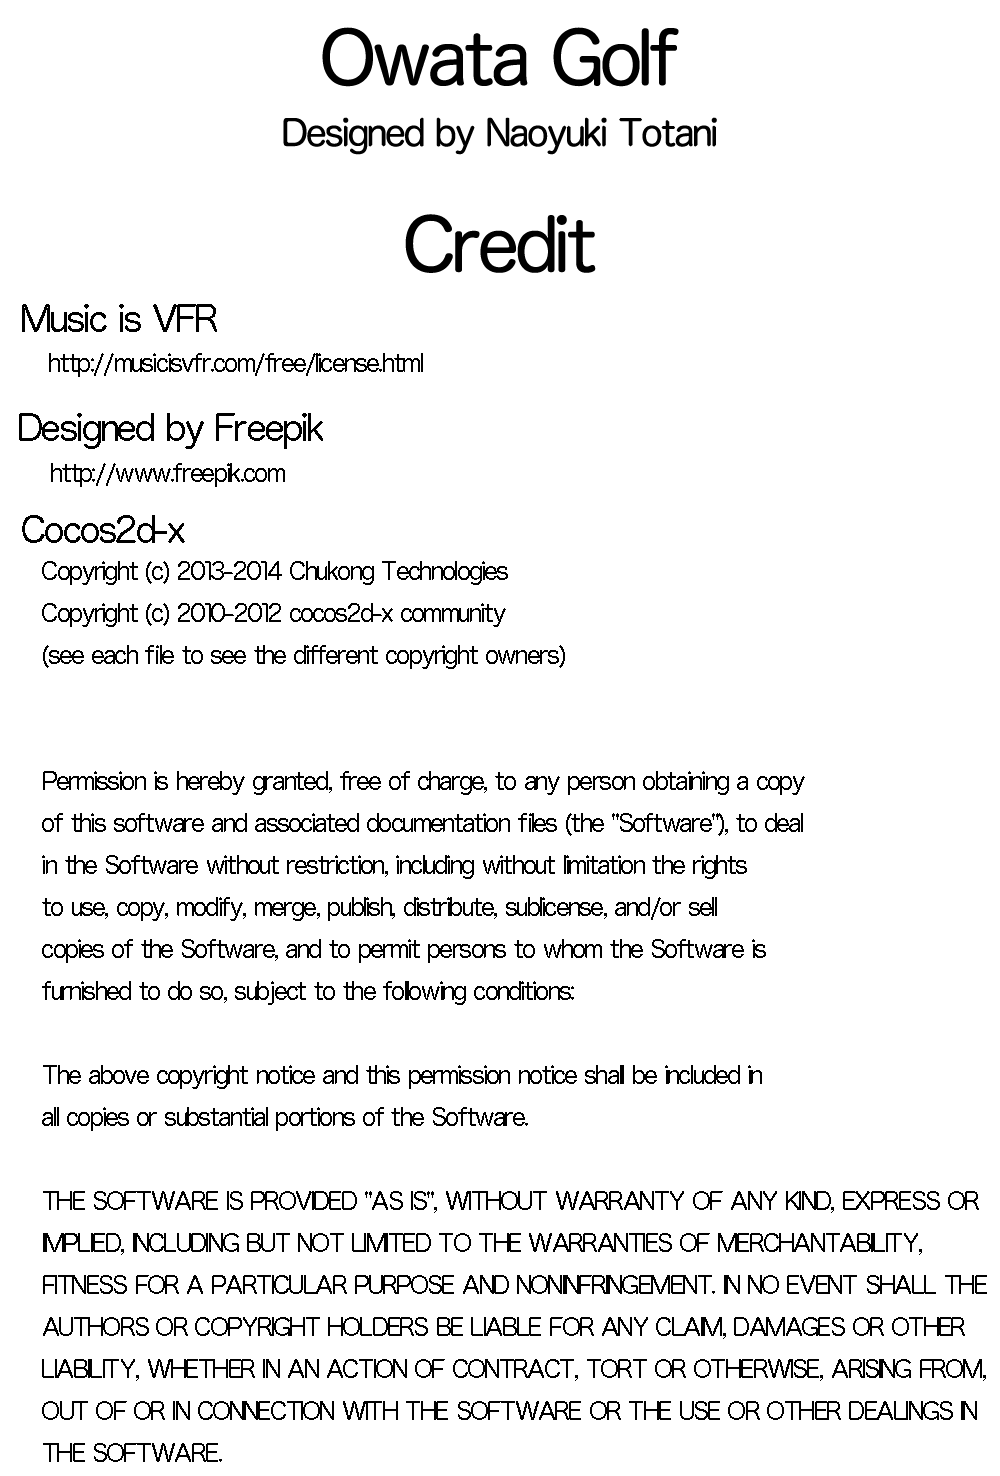 Owata Golf
Designed by Naoyuki Totani
Credit
Music is VFR
http://musicisvfr.com/free/license.html
Designed by Freepik
http://www.freepik.com
Cocos2d-x
Copyright (c) 2013-2014 Chukong Technologies
Copyright (c) 2010-2012 cocos2d-x community
(see each file to see the different copyright owners)
Permission is hereby granted, free of charge, to any person obtaining a copy
of this software and associated documentation files (the "Software"), to deal
in the Software without restriction, including without limitation the rights
to use, copy, modify, merge, publish, distribute, sublicense, and/or sell
copies of the Software, and to permit persons to whom the Software is
furnished to do so, subject to the following conditions:
The above copyright notice and this permission notice shall be included in
all copies or substantial portions of the Software.
THE SOFTWARE IS PROVIDED "AS IS", WITHOUT WARRANTY OF ANY KIND, EXPRESS OR
IMPLIED, INCLUDING BUT NOT LIMITED TO THE WARRANTIES OF MERCHANTABILITY,
FITNESS FOR A PARTICULAR PURPOSE AND NONINFRINGEMENT. IN NO EVENT SHALL THE
AUTHORS OR COPYRIGHT HOLDERS BE LIABLE FOR ANY CLAIM, DAMAGES OR OTHER
LIABILITY, WHETHER IN AN ACTION OF CONTRACT, TORT OR OTHERWISE, ARISING FROM,
OUT OF OR IN CONNECTION WITH THE SOFTWARE OR THE USE OR OTHER DEALINGS IN
THE SOFTWARE.